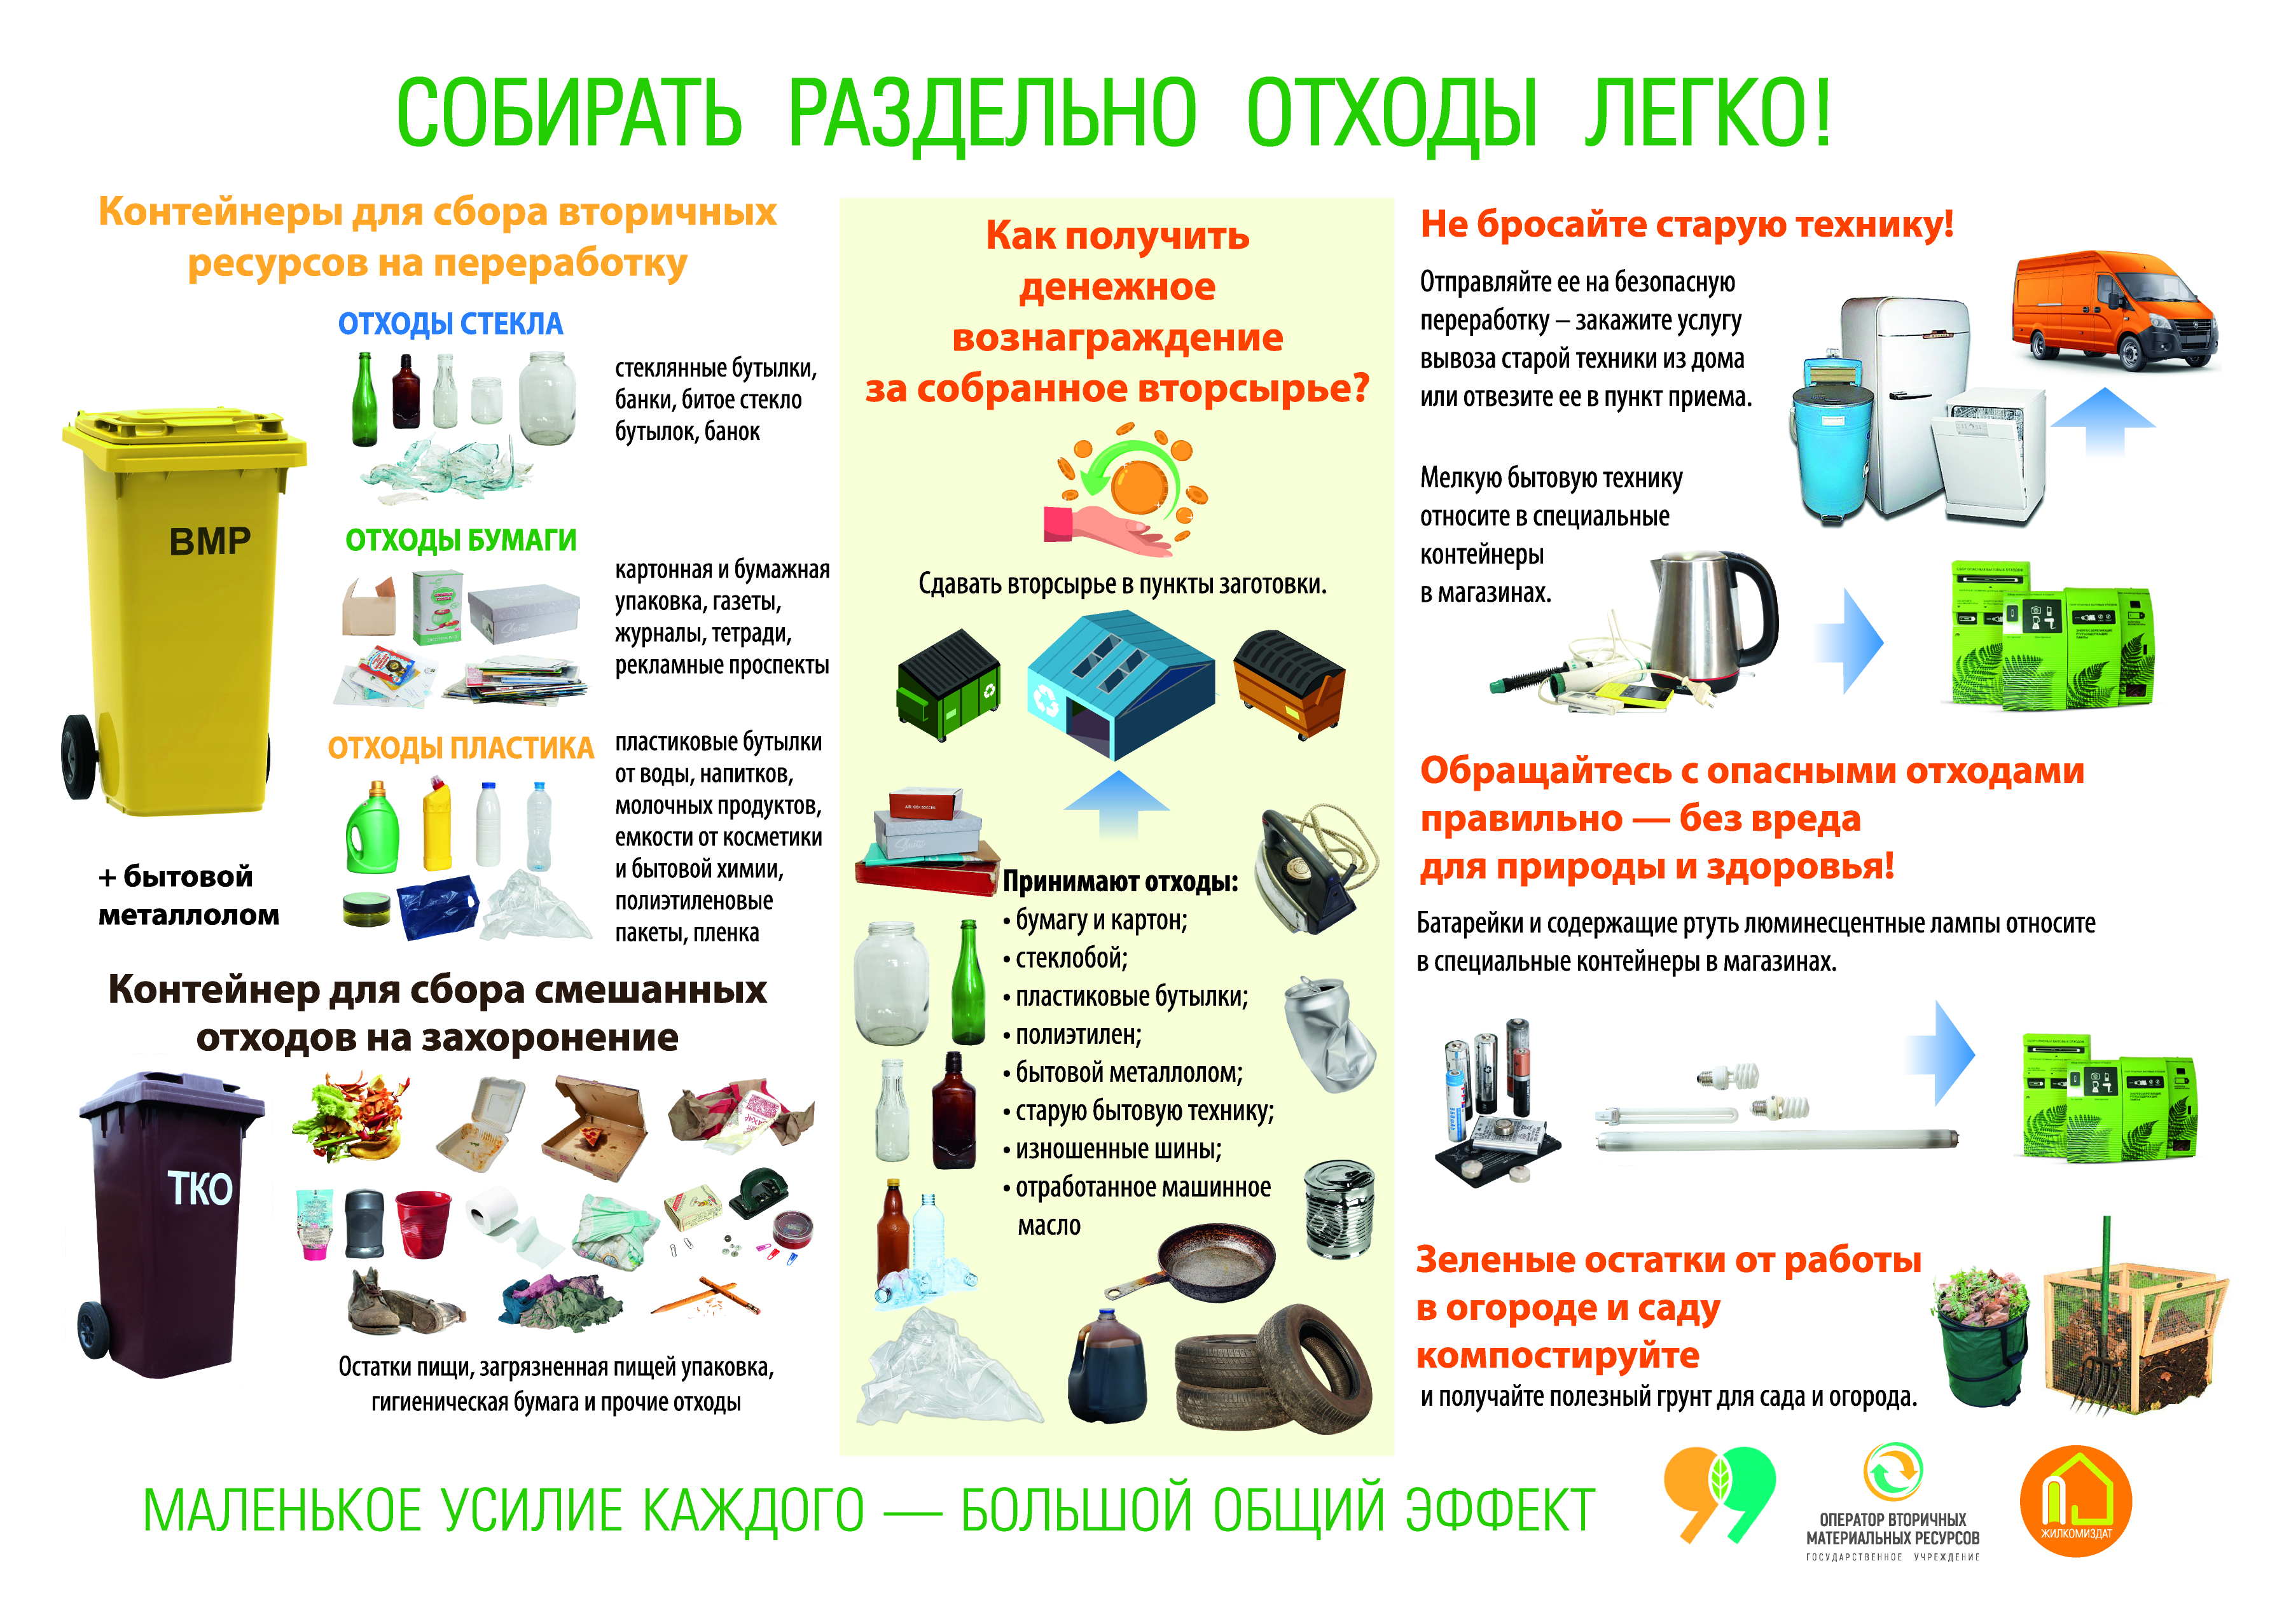 СОБИРАТЬ РАЗДЕЛЬНО ОТХОДЫ ЛЕГКО!
Контейнеры для сбора вторичных
ресурсов на переработку
ОТХОДЫ СТЕКЛА
стеклянные бутылки,
банки, битое стекло
бутылок, банок
ВМР
ОТХОДЫ БУМАГИ
картонная и бумажная
упаковка, газеты,
журналы, тетради,
рекламные проспекты
ОТХОДЫ ПЛАСТИКА
пластиковые бутылки
от воды, напитков,
молочных продуктов,
емкости от косметики
и бытовой химии,
полиэтиленовые
пакеты, пленка
+ бытовой
металлолом
Контейнер для сбора смешанных
отходов на захоронение
ТКО
Остатки пищи, загрязненная пищей упаковка,
гигиеническая бумага и прочие отходы
Как получить
денежное
вознаграждение
за собранное вторсырье?
Сдавать вторсырье в пункты заготовки.
Принимают отходы:
• бумагу и картон;
• стеклобой;
• пластиковые бутылки;
• полиэтилен;
• бытовой металлолом;
• старую бытовую технику;
• изношенные шины;
• отработанное машинное
масло
Не бросайте старую технику!
Отправляйте ее на безопасную
переработку – закажите услугу
вывоза старой техники из дома
или отвезите ее в пункт приема.
Мелкую бытовую технику
относите в специальные
контейнеры
в магазинах.
Обращайтесь с опасными отходами
правильно — без вреда
для природы и здоровья!
Батарейки и содержащие ртуть люминесцентные лампы относите
в специальные контейнеры в магазинах.
Зеленые остатки от работы
в огороде и саду
компостируйте
и получайте полезный грунт для сада и огорода.
МАЛЕНЬКОЕ УСИЛИЕ КАЖДОГО — БОЛЬШОЙ ОБЩИЙ ЭФФЕКТ
99
ОПЕРАТОР ВТОРИЧНЫХ
МАТЕРИАЛЬНЫХ РЕСУРСОВ
ГОСУДАРСТВЕННОЕ УЧРЕЖДЕНИЕ
ЖИЛКОМИЗДАТ